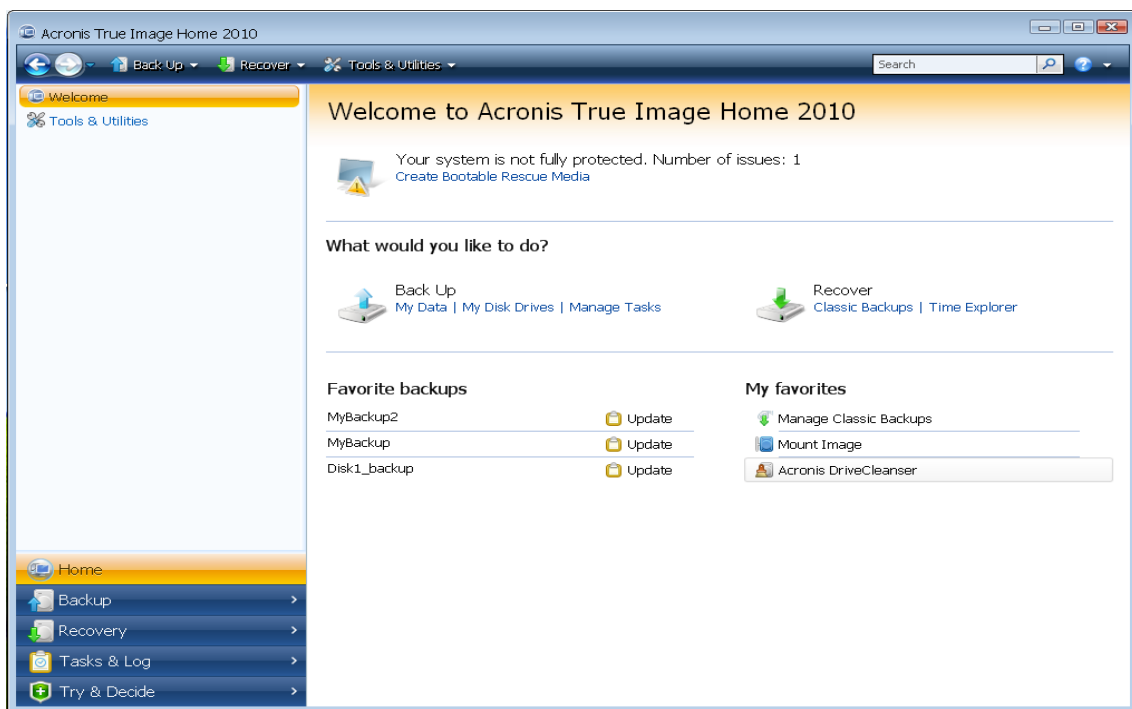 Acronis True Image Home 2010
Back Up Recover Tools & Utilities Search
Welcome
Tools & Utilities
Welcome to Acronis True Image Home 2010
Your system is not fully protected. Number of issues: 1
Create Bootable Rescue Media
What would you like to do?
Back Up
My Data | My Disk Drives | Manage Tasks
Recover
Classic Backups | Time Explorer
Favorite backups
MyBackup2 Update
MyBackup Update
Disk1_backup Update
My favorites
Manage Classic Backups
Mount Image
Acronis DriveCleanser
Home
Backup
Recovery
Tasks & Log
Try & Decide